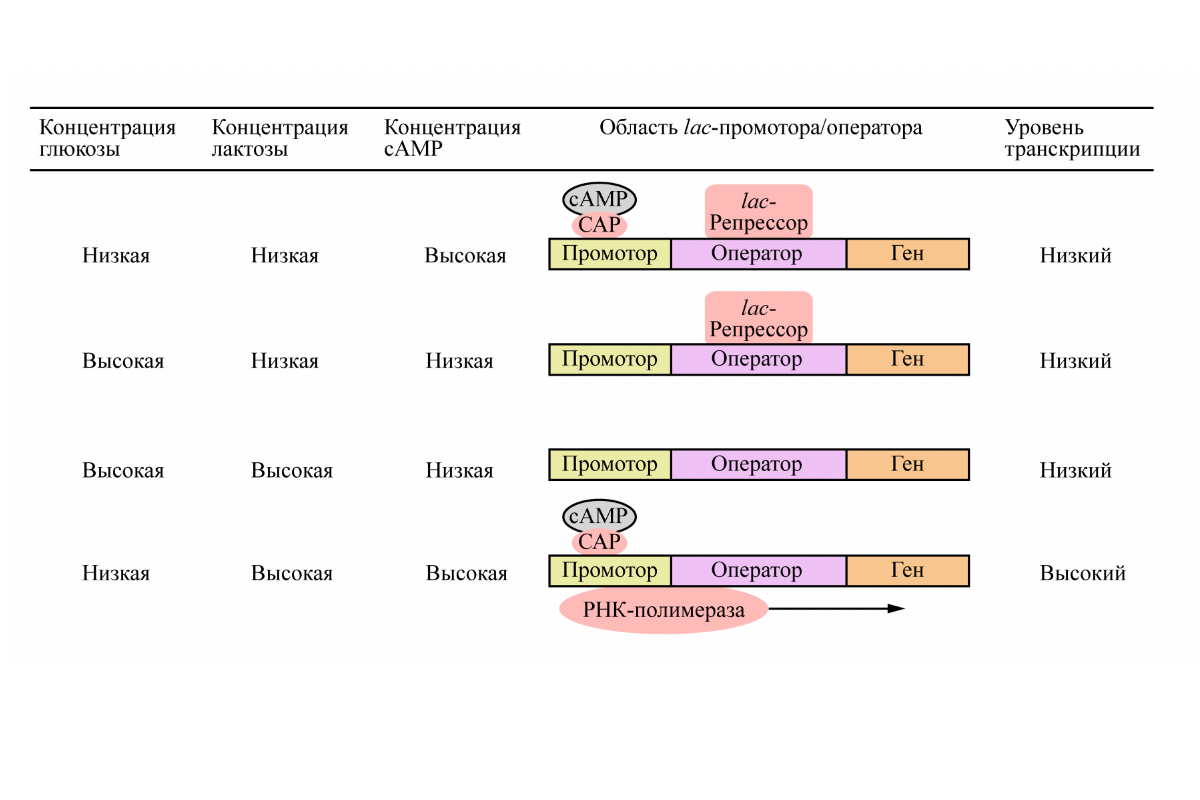 Концентрация глюкозы
Концентрация лактозы
Концентрация cAMP
Область lac-промотора/оператора
Уровень транскрипции
cAMP
CAP
lac-
Репрессор
Низкая Низкая Высокая Промотор Оператор Ген Низкий
lac-
Репрессор
Высокая Низкая Низкая Промотор Оператор Ген Низкий
Высокая Высокая Низкая Промотор Оператор Ген Низкий
cAMP
CAP
Низкая Высокая Высокая Промотор Оператор Ген Высокий
РНК-полимераза